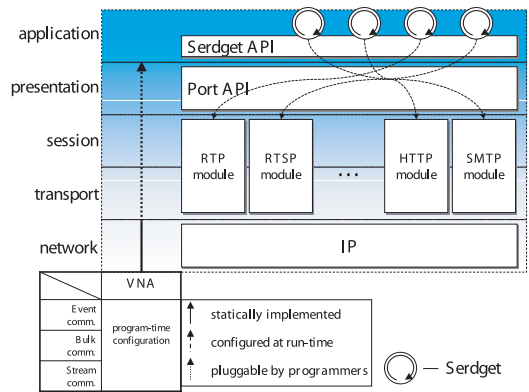 application
Serdget API
presentation
Port API
session
RTP
module
RTSP
module
...
HTTP
module
SMTP
module
transport
network
IP
VNA
Event
comm.
Bulk
comm.
Stream
comm.
program-time
configuration
statically implemented
configured at run-time
pluggable by programmers
— Serdget